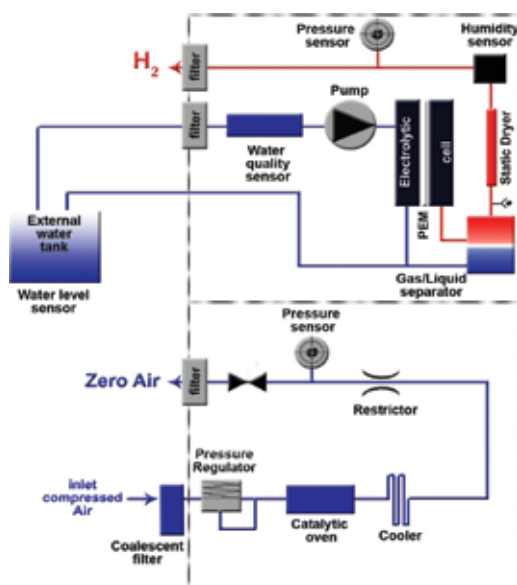 Pressure
sensor
Humidity
sensor
H2
filter
Pump
filter
Water
quality
sensor
Electrolytic
cell
PEM
Static Dryer
External
water
tank
Water level
sensor
Gas/Liquid
separator
Pressure
sensor
Zero Air
filter
Restrictor
Pressure
Regulator
inlet
compressed
Air
Coalescent
filter
Catalytic
oven
Cooler